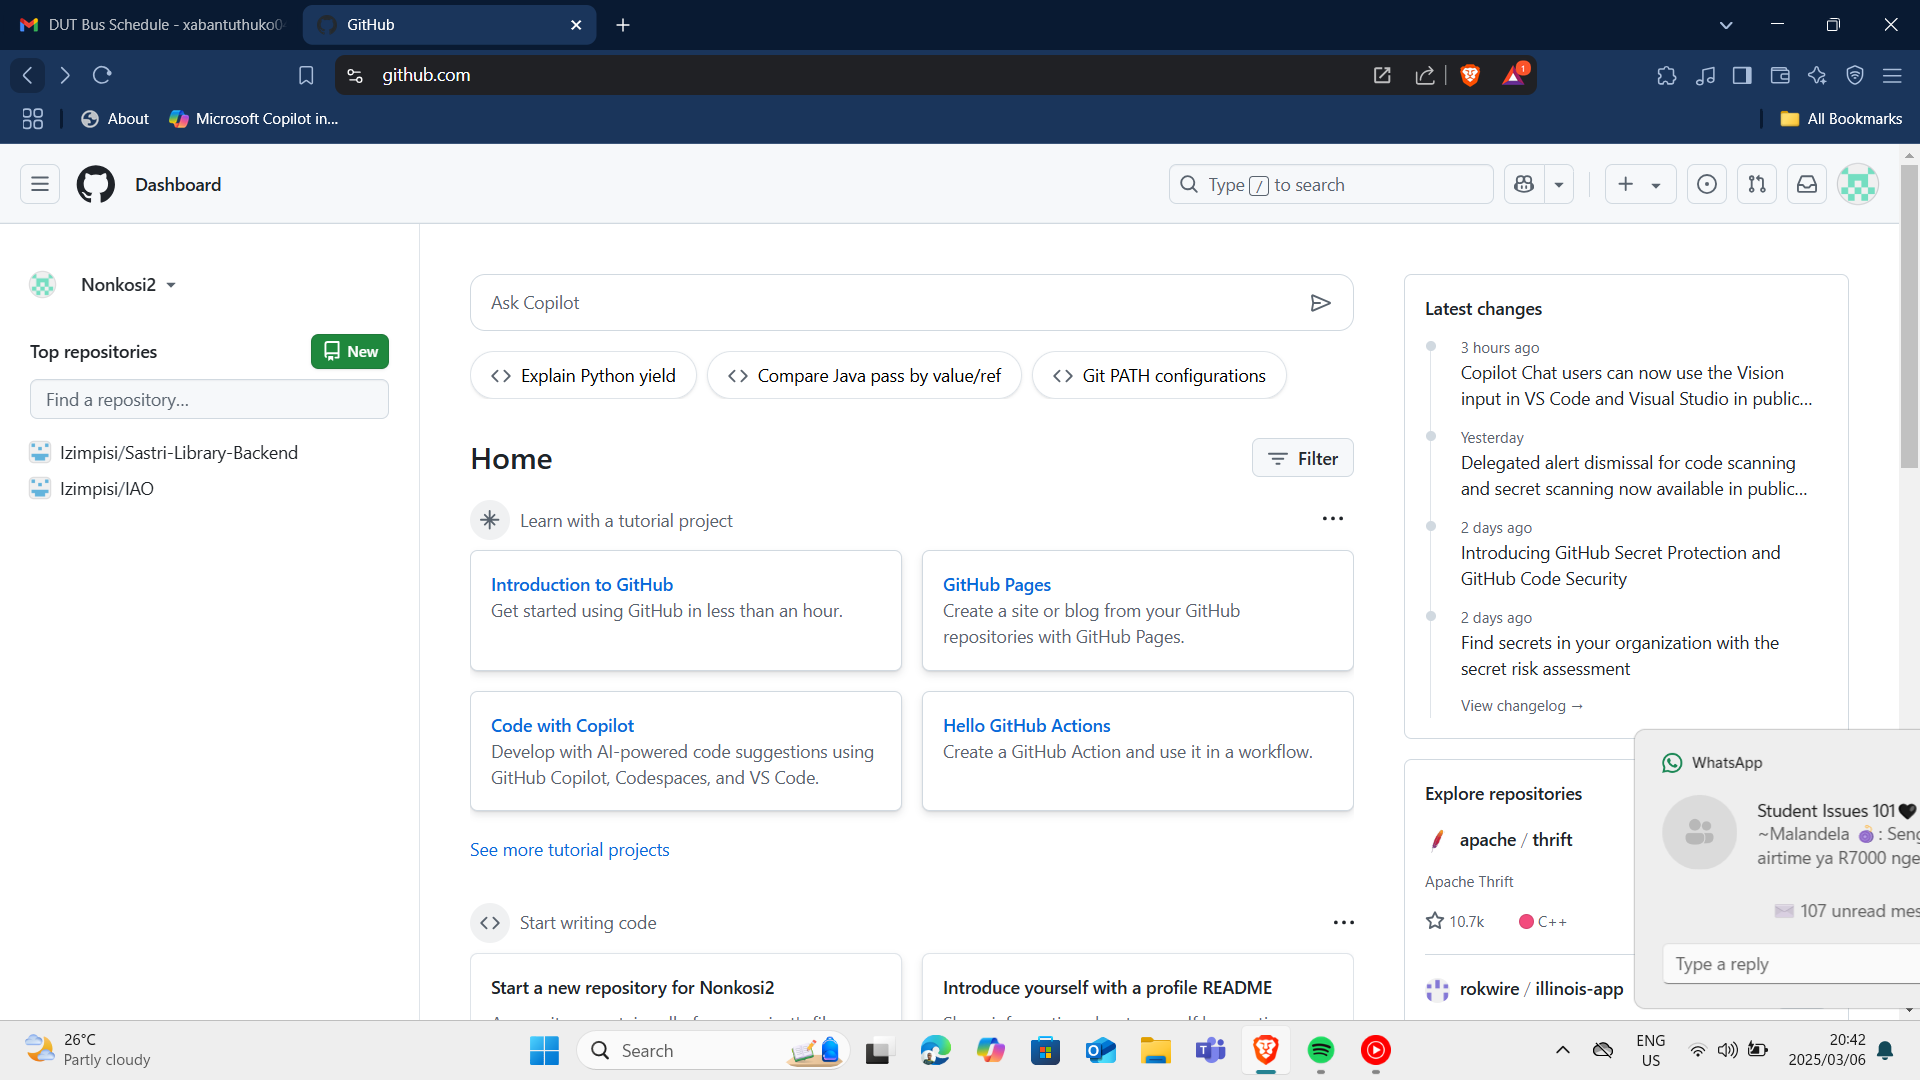 DUT Bus Schedule - xabantuthuko0
GitHub
github.com
1
About
Microsoft Copilot in...
All Bookmarks
Dashboard
Type / to search
Nonkosi2
Top repositories
New
Find a repository...
Izimpisi/Sastri-Library-Backend
Izimpisi/IAO
Ask Copilot
Explain Python yield
Compare Java pass by value/ref
Git PATH configurations
Home
Filter
Learn with a tutorial project
Introduction to GitHub
Get started using GitHub in less than an hour.
GitHub Pages
Create a site or blog from your GitHub
repositories with GitHub Pages.
Code with Copilot
Develop with AI-powered code suggestions using
GitHub Copilot, Codespaces, and VS Code.
Hello GitHub Actions
Create a GitHub Action and use it in a workflow.
See more tutorial projects
Start writing code
Start a new repository for Nonkosi2
Introduce yourself with a profile README
Latest changes
3 hours ago
Copilot Chat users can now use the Vision
input in VS Code and Visual Studio in public...
Yesterday
Delegated alert dismissal for code scanning
and secret scanning now available in public...
2 days ago
Introducing GitHub Secret Protection and
GitHub Code Security
2 days ago
Find secrets in your organization with the
secret risk assessment
View changelog →
Explore repositories
apache / thrift
Apache Thrift
10.7k
C++
rokwire / illinois-app
WhatsApp
Student Issues 101🖤
~Malandela : Seng
airtime ya R7000 nge
107 unread mes
Type a reply
26°C
Partly cloudy
Search
ENG
US
20:42
2025/03/06